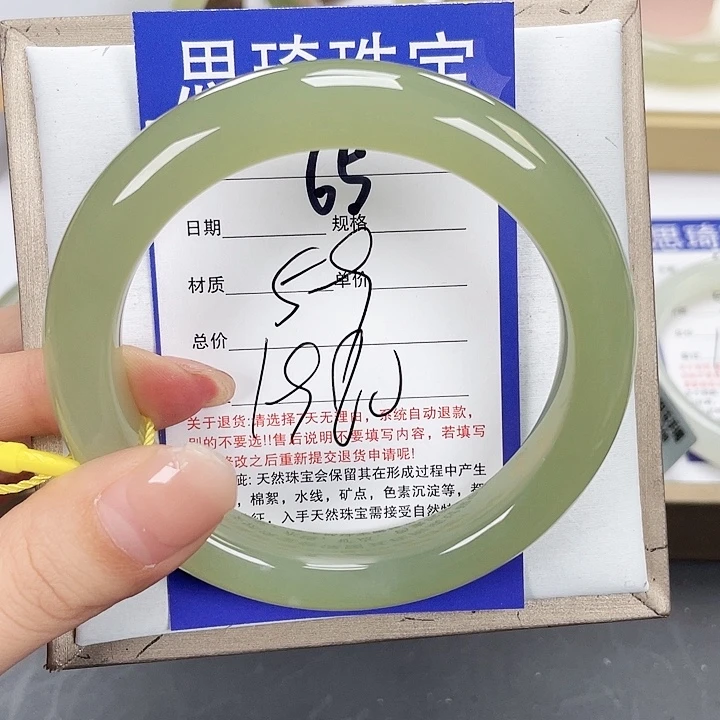 思琦珠宝
65
日期 规格
59
材质 单价
总价
1980
关于退货:请选择7天无理由,系统自动退款,
别的不要选!!售后说明不要填写内容,若填写
修改之后重新提交退货申请呢!
疵:天然珠宝会保留其在形成过程中产生
,棉絮,水线,矿点,色素沉淀等,
征,入手天然珠宝需接受自然